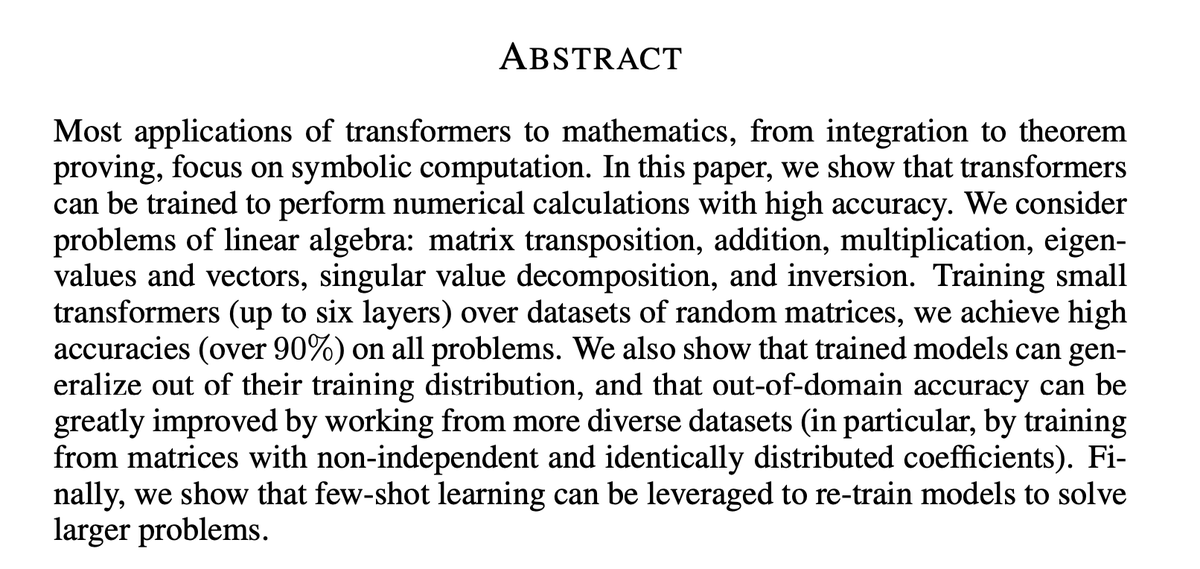 ABSTRACT
Most applications of transformers to mathematics, from integration to theorem
proving, focus on symbolic computation. In this paper, we show that transformers
can be trained to perform numerical calculations with high accuracy. We consider
problems of linear algebra: matrix transposition, addition, multiplication, eigen-
values and vectors, singular value decomposition, and inversion. Training small
transformers (up to six layers) over datasets of random matrices, we achieve high
accuracies (over 90%) on all problems. We also show that trained models can gen-
eralize out of their training distribution, and that out-of-domain accuracy can be
greatly improved by working from more diverse datasets (in particular, by training
from matrices with non-independent and identically distributed coefficients). Fi-
nally, we show that few-shot learning can be leveraged to re-train models to solve
larger problems.